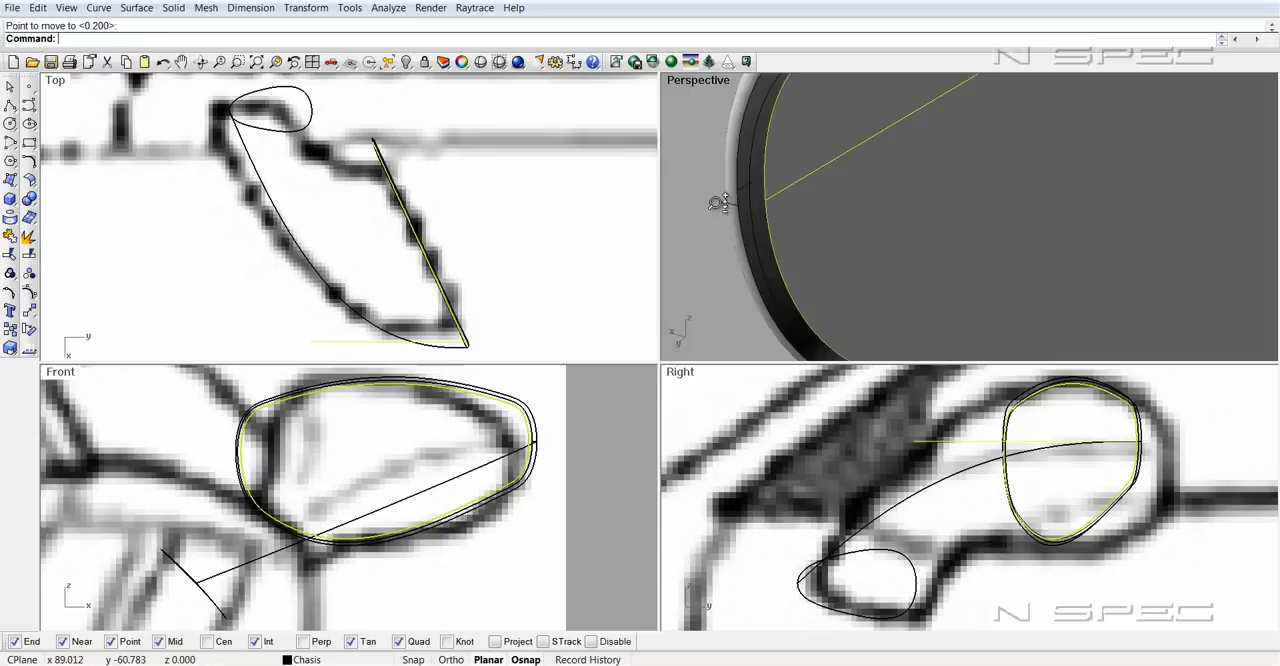 File Edit View Curve Surface Solid Mesh Dimension Transform Tools Analyze Render Raytrace Help
Point to move to <0.200>:
Command:
N SPEC
Top
Perspective
y
x
z
x
y
Front
Right
z
x
z
y
N SPEC
End Near Point Mid Cen Int Perp Tan Quad Knot Project STrack Disable
CPlane x 89.012 y -60.783 z 0.000 Chasis Snap Ortho Planar Osnap Record History